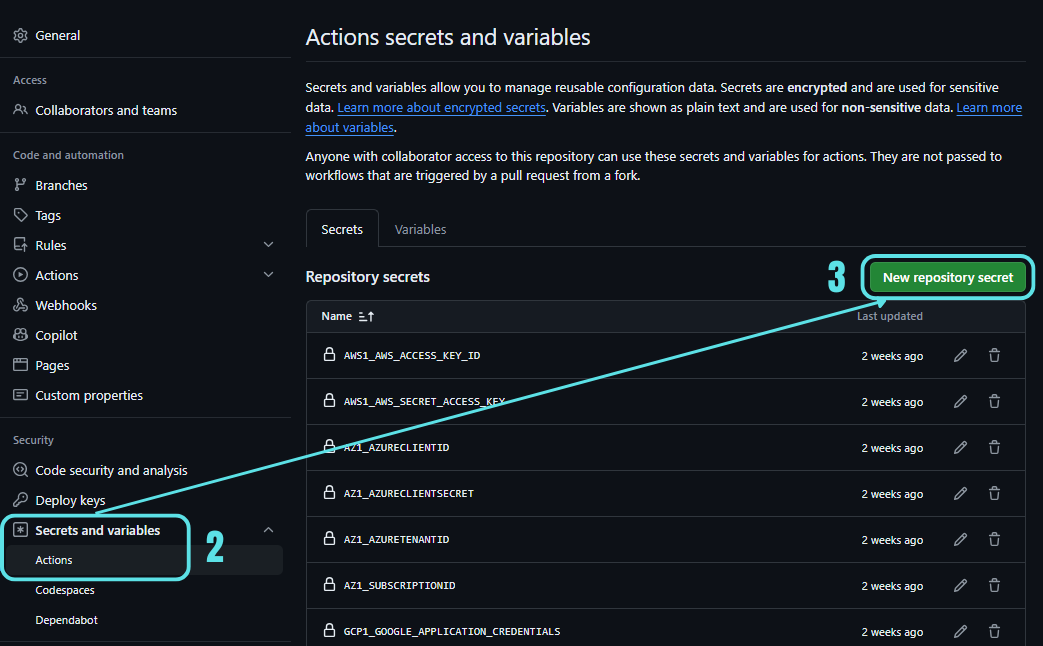 General
Access
Collaborators and teams
Code and automation
Branches
Tags
Rules
Actions
Webhooks
Copilot
Pages
Custom properties
Security
Code security and analysis
Deploy keys
Secrets and variables
2
Actions
Codespaces
Dependabot
Actions secrets and variables
Secrets and variables allow you to manage reusable configuration data. Secrets are encrypted and are used for sensitive
data. Learn more about encrypted secrets. Variables are shown as plain text and are used for non-sensitive data. Learn more
about variables.
Anyone with collaborator access to this repository can use these secrets and variables for actions. They are not passed to
workflows that are triggered by a pull request from a fork.
Secrets Variables
Repository secrets 3 New repository secret
Name Last updated
AWS1_AWS_ACCESS_KEY_ID 2 weeks ago
AWS1_AWS_SECRET_ACCESS_KEY 2 weeks ago
AZ1_AZURECLIENTID 2 weeks ago
AZ1_AZURECLIENTSECRET 2 weeks ago
AZ1_AZURETENANTID 2 weeks ago
AZ1_SUBSCRIPTIONID 2 weeks ago
GCP1_GOOGLE_APPLICATION_CREDENTIALS 2 weeks ago